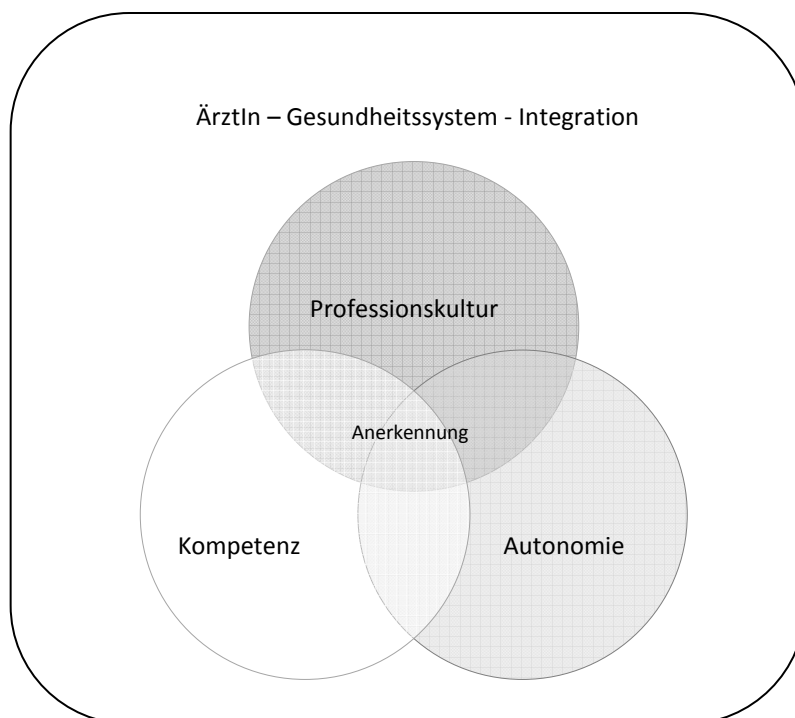 ÄrztIn – Gesundheitssystem - Integration
Professionskultur
Anerkennung
Kompetenz
Autonomie